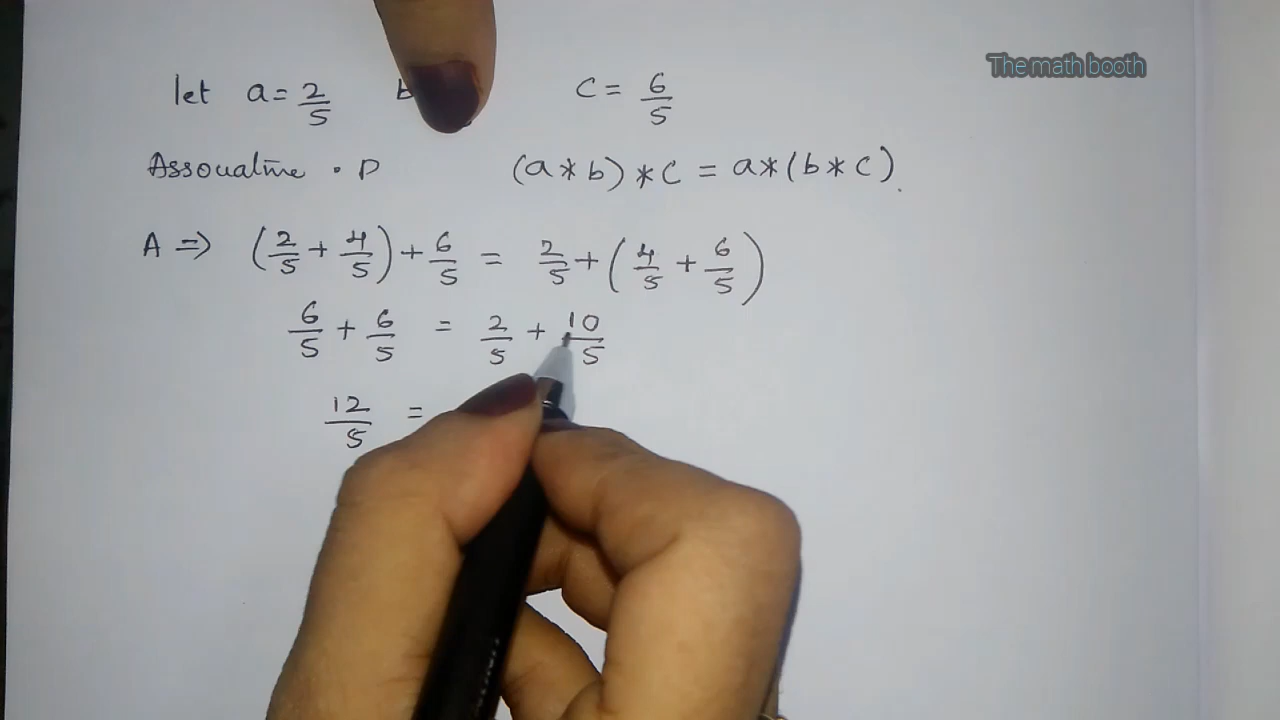 The math booth
let a = 2/5 b c = 6/5
Assouatme . P (a * b) * c = a * (b * c).
A => (2/5 + 4/5) + 6/5 = 2/5 + (4/5 + 6/5)
6/5 + 6/5 = 2/5 + 10/5
12/5 =